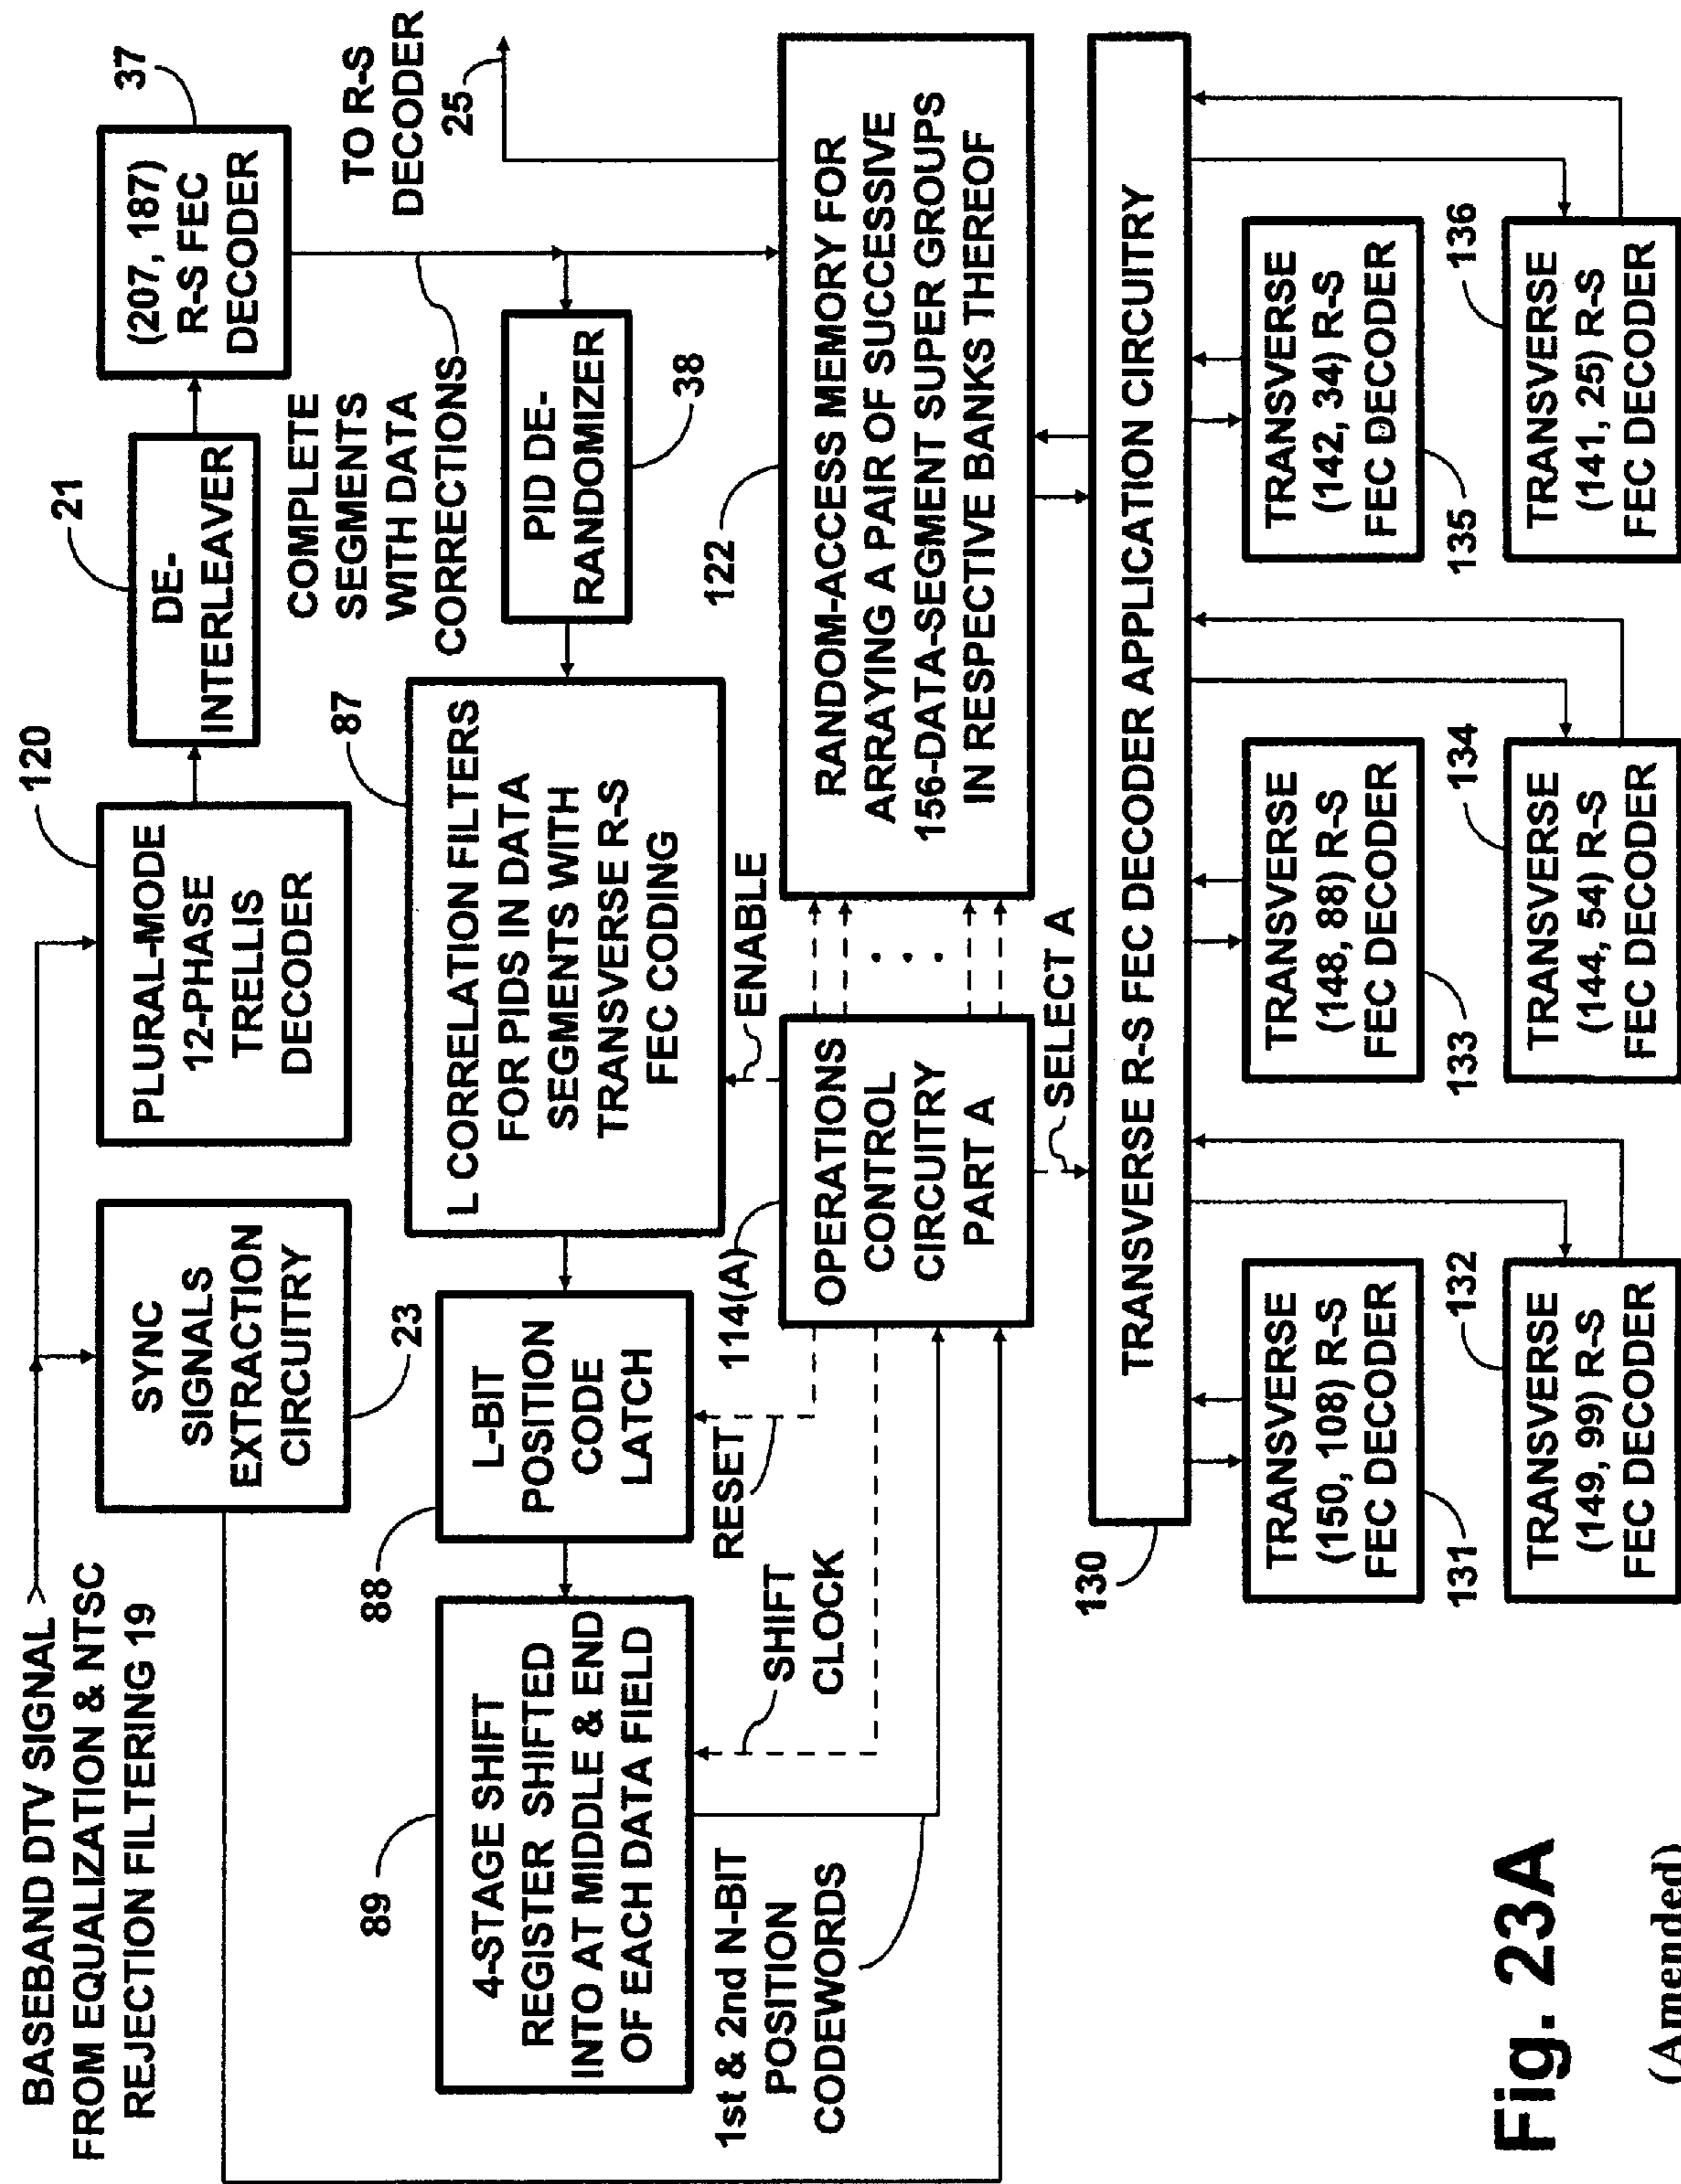 BASEBAND DTV SIGNAL
FROM EQUALIZATION & NTSC
REJECTION FILTERING 19
SYNC
SIGNALS
EXTRACTION
CIRCUITRY
23
120
PLURAL-MODE
12-PHASE
TRELLIS
DECODER
21
DE-
INTERLEAVER
37
(207, 187)
R-S FEC
DECODER
COMPLETE
SEGMENTS
WITH DATA
CORRECTIONS
TO R-S
DECODER
25
89
4-STAGE SHIFT
REGISTER SHIFTED
INTO AT MIDDLE & END
OF EACH DATA FIELD
88
L-BIT
POSITION
CODE
LATCH
87
L CORRELATION FILTERS
FOR PIDS IN DATA
SEGMENTS WITH
TRANSVERSE R-S
FEC CODING
PID DE-
RANDOMIZER
38
1st & 2nd N-BIT
POSITION
CODEWORDS
SHIFT
CLOCK
RESET
114(A)
ENABLE
OPERATIONS
CONTROL
CIRCUITRY
PART A
122
RANDOM-ACCESS MEMORY FOR
ARRAYING A PAIR OF SUCCESSIVE
156-DATA-SEGMENT SUPER GROUPS
IN RESPECTIVE BANKS THEREOF
SELECT A
130
TRANSVERSE R-S FEC DECODER APPLICATION CIRCUITRY
TRANSVERSE
(150, 108) R-S
FEC DECODER
131
132
TRANSVERSE
(149, 99) R-S
FEC DECODER
TRANSVERSE
(148, 88) R-S
FEC DECODER
133
134
TRANSVERSE
(144, 54) R-S
FEC DECODER
TRANSVERSE
(142, 34) R-S
FEC DECODER
135
136
TRANSVERSE
(141, 25) R-S
FEC DECODER
Fig. 23A
(Amended)